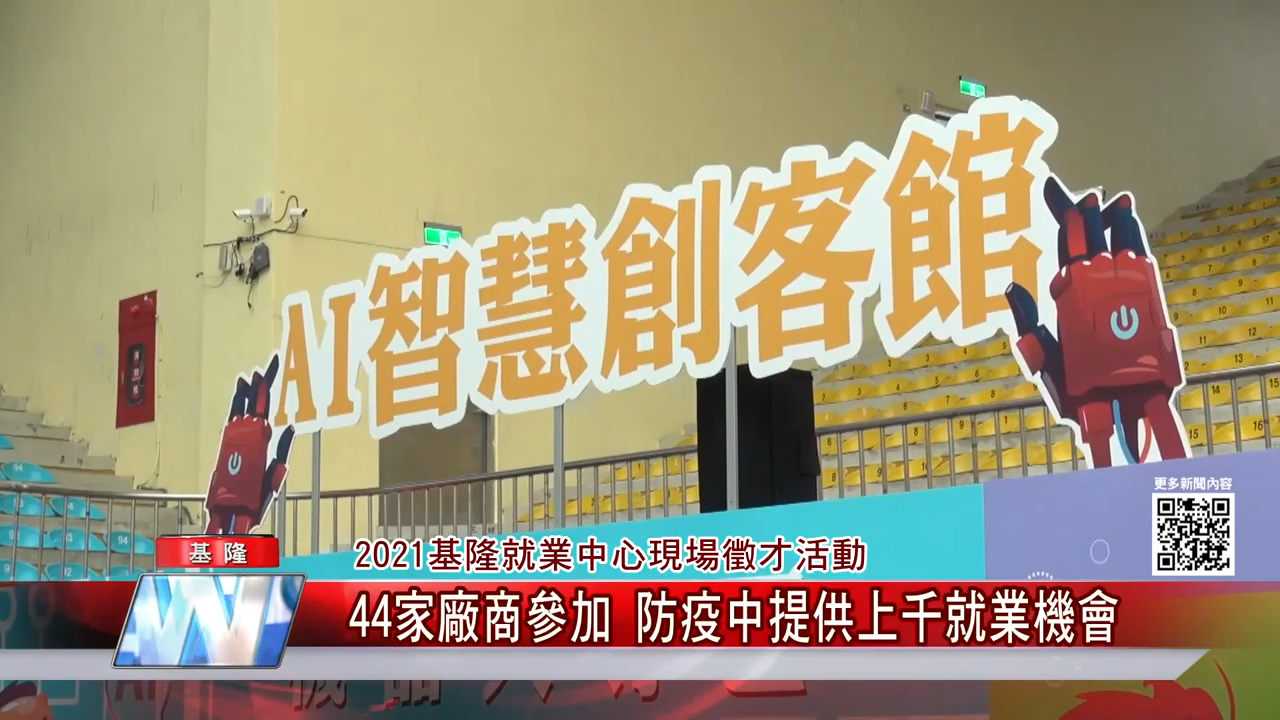 AI智慧創客館
更多新聞內容
基隆
2021基隆就業中心現場徵才活動
44家廠商參加 防疫中提供上千就業機會